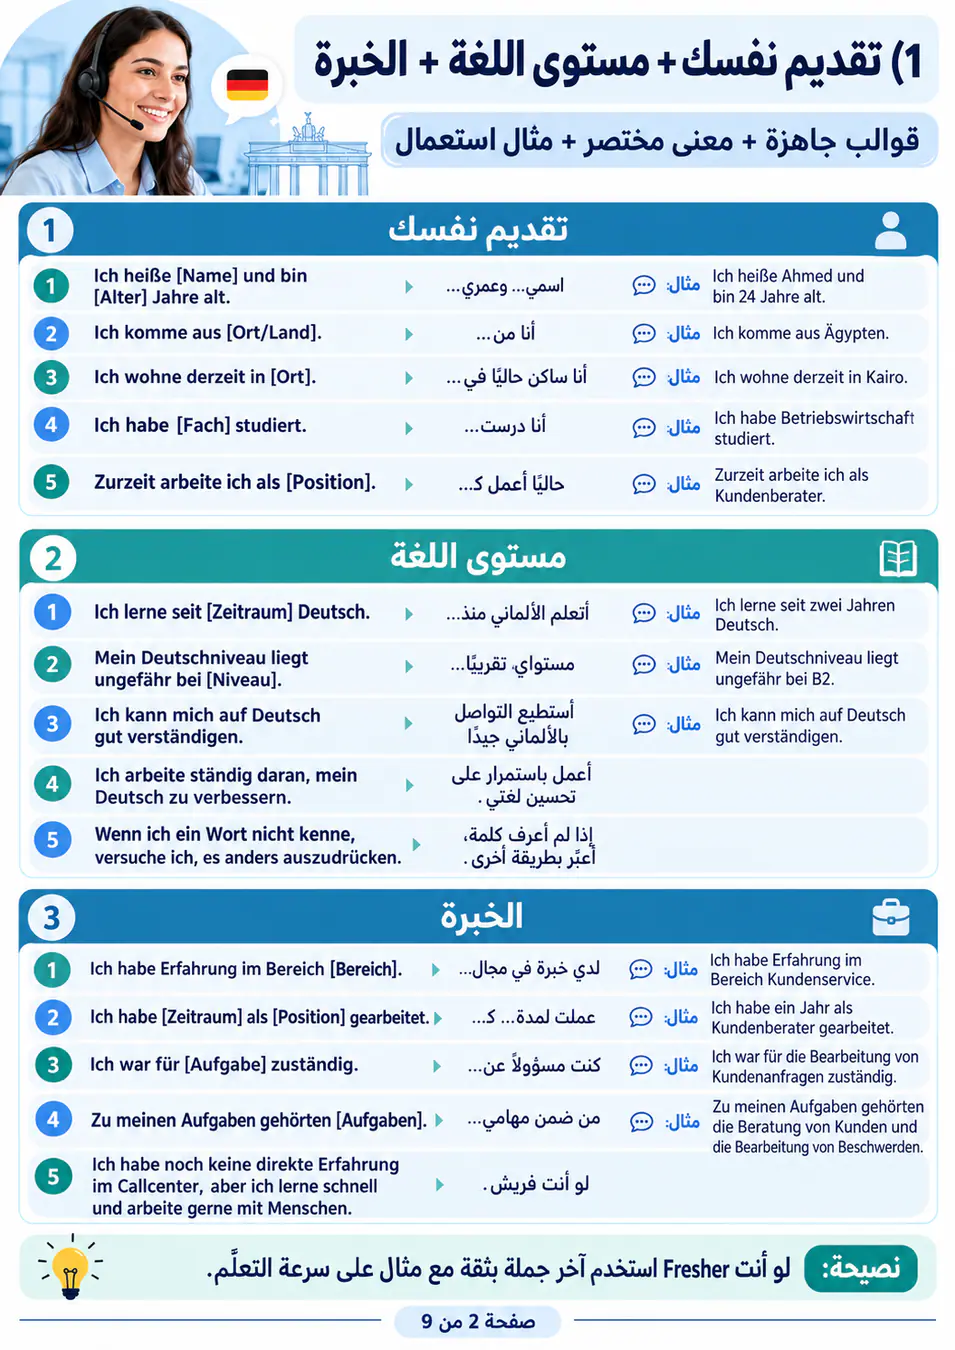 1) تقديم نفسك + مستوى اللغة + الخبرة
قوالب جاهزة + معنى مختصر + مثال استعمال
1
تقديم نفسك
1
Ich heiße [Name] und bin
[Alter] Jahre alt.
اسمي... وعمري...
مثال:
Ich heiße Ahmed und
bin 24 Jahre alt.
2
Ich komme aus [Ort/Land].
أنا من...
مثال:
Ich komme aus Ägypten.
3
Ich wohne derzeit in [Ort].
أنا ساكن حاليًا في...
مثال:
Ich wohne derzeit in Kairo.
4
Ich habe [Fach] studiert.
أنا درست...
مثال:
Ich habe Betriebswirtschaft
studiert.
5
Zurzeit arbeite ich als [Position].
حاليًا أعمل كـ...
مثال:
Zurzeit arbeite ich als
Kundenberater.
2
مستوى اللغة
1
Ich lerne seit [Zeitraum] Deutsch.
أتعلم الألماني منذ...
مثال:
Ich lerne seit zwei Jahren
Deutsch.
2
Mein Deutschniveau liegt
ungefähr bei [Niveau].
مستواي، تقريبًا...
مثال:
Mein Deutschniveau liegt
ungefähr bei B2.
3
Ich kann mich auf Deutsch
gut verständigen.
أستطيع التواصل
بالألماني جيدًا
مثال:
Ich kann mich auf Deutsch
gut verständigen.
4
Ich arbeite ständig daran, mein
Deutsch zu verbessern.
أعمل باستمرار على
تحسين لغتي.
5
Wenn ich ein Wort nicht kenne,
versuche ich, es anders auszudrücken.
إذا لم أعرف كلمة،
أعبَّر بطريقة أخرى.
3
الخبرة
1
Ich habe Erfahrung im Bereich [Bereich].
لدي خبرة في مجال...
مثال:
Ich habe Erfahrung im
Bereich Kundenservice.
2
Ich habe [Zeitraum] als [Position] gearbeitet.
عملت لمدة... كـ...
مثال:
Ich habe ein Jahr als
Kundenberater gearbeitet.
3
Ich war für [Aufgabe] zuständig.
كنت مسؤولاً عن...
مثال:
Ich war für die Bearbeitung von
Kundenanfragen zuständig.
4
Zu meinen Aufgaben gehörten [Aufgaben].
من ضمن مهامي...
مثال:
Zu meinen Aufgaben gehörten
die Beratung von Kunden und
die Bearbeitung von Beschwerden.
5
Ich habe noch keine direkte Erfahrung
im Callcenter, aber ich lerne schnell
und arbeite gerne mit Menschen.
لو أنت فريش.
نصيحة:
لو أنت Fresher استخدم آخر جملة بثقة مع مثال على سرعة التعلَّم.
صفحة 2 من 9